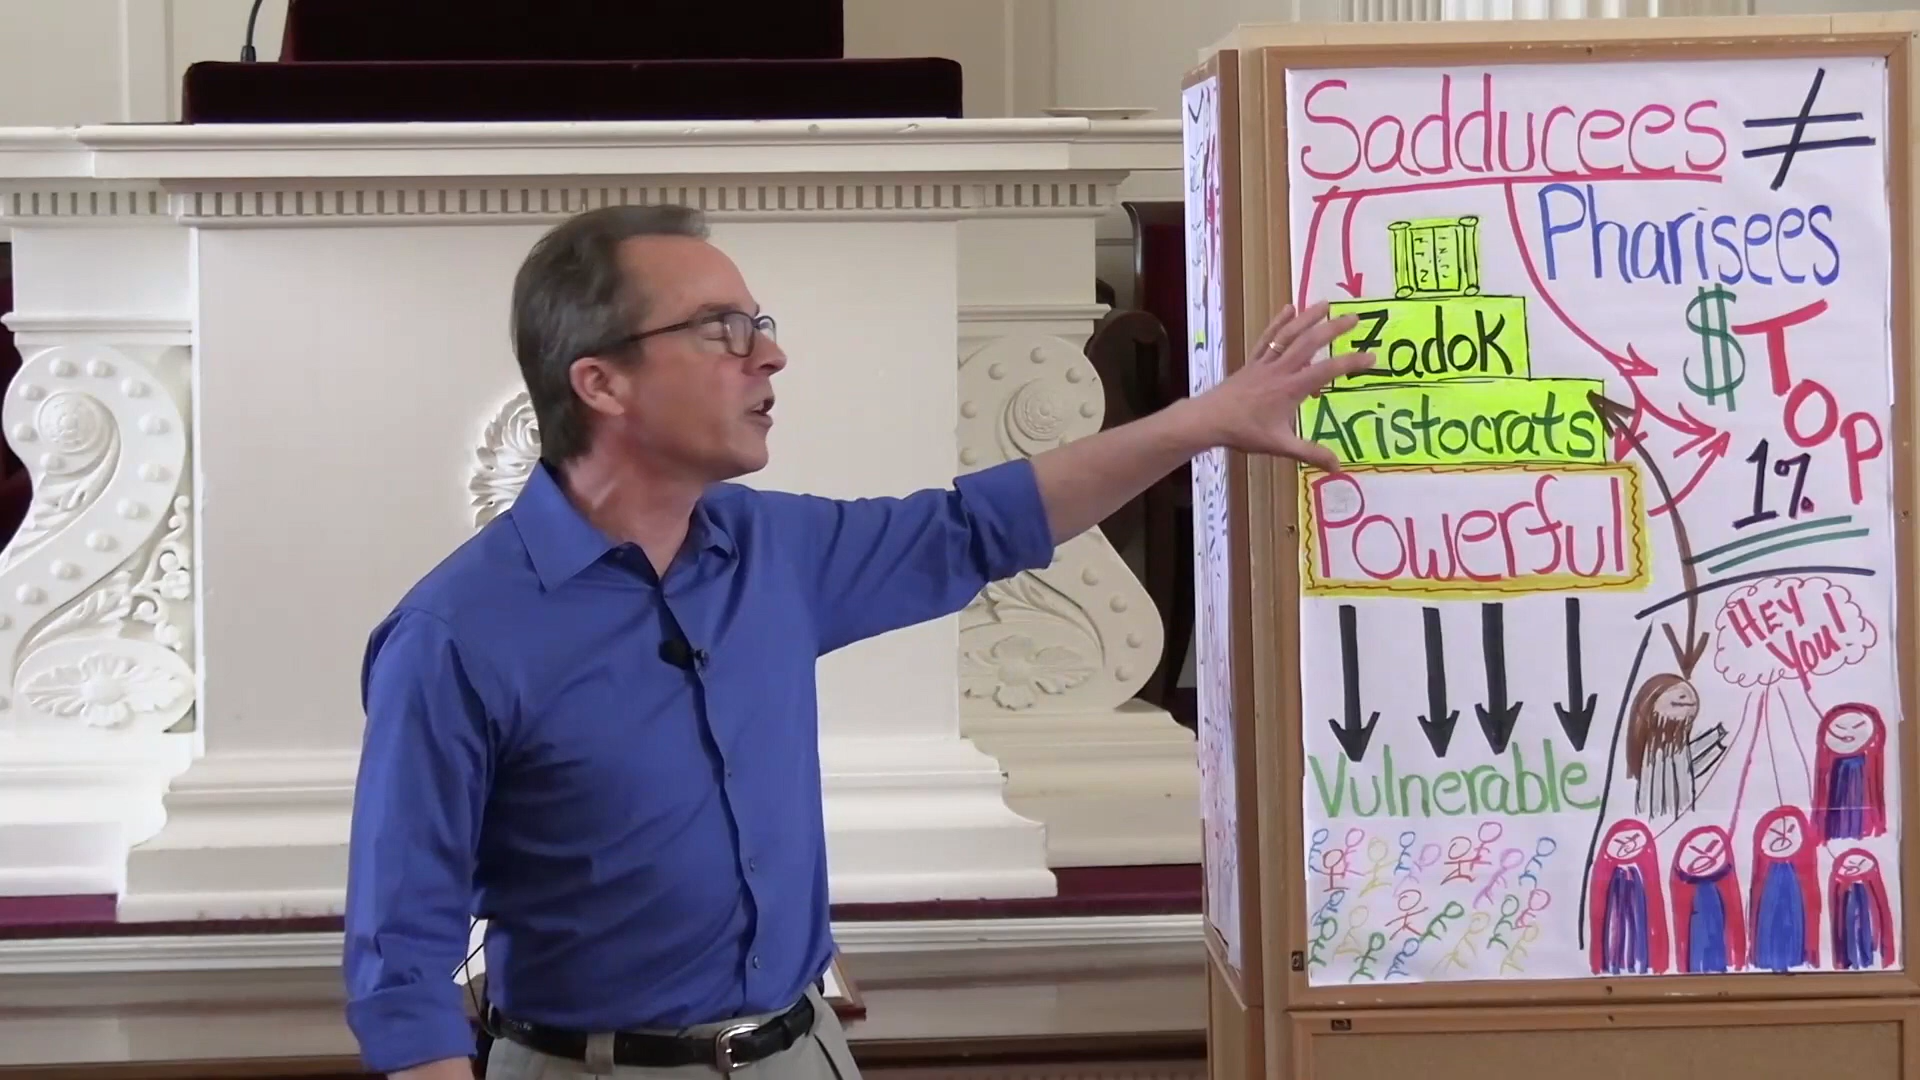 Sadducees ≠
Pharisees
Zadok
$ TOP
Aristocrats
1%
Powerful
HEY
You!
Vulnerable